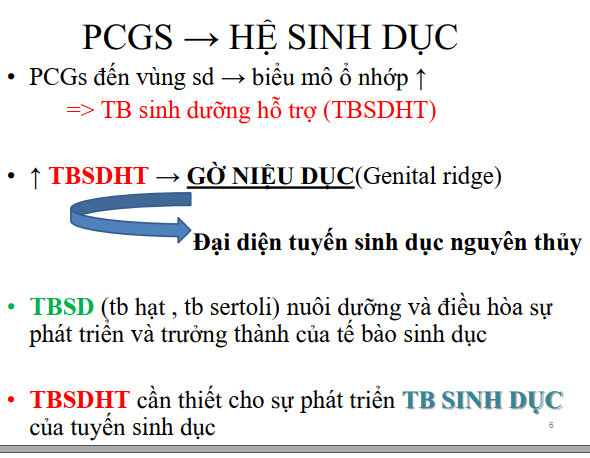 PCGS → HỆ SINH DỤC
• PCGs đến vùng sd → biểu mô ổ nhớp ↑
=> TB sinh dưỡng hỗ trợ (TBSDHT)
• ↑ TBSDHT → GỜ NIỆU DỤC(Genital ridge)
Đại diện tuyến sinh dục nguyên thủy
• TBSD (tb hạt , tb sertoli) nuôi dưỡng và điều hòa sự
phát triển và trưởng thành của tế bào sinh dục
• TBSDHT cần thiết cho sự phát triển TB SINH DỤC
của tuyến sinh dục
6